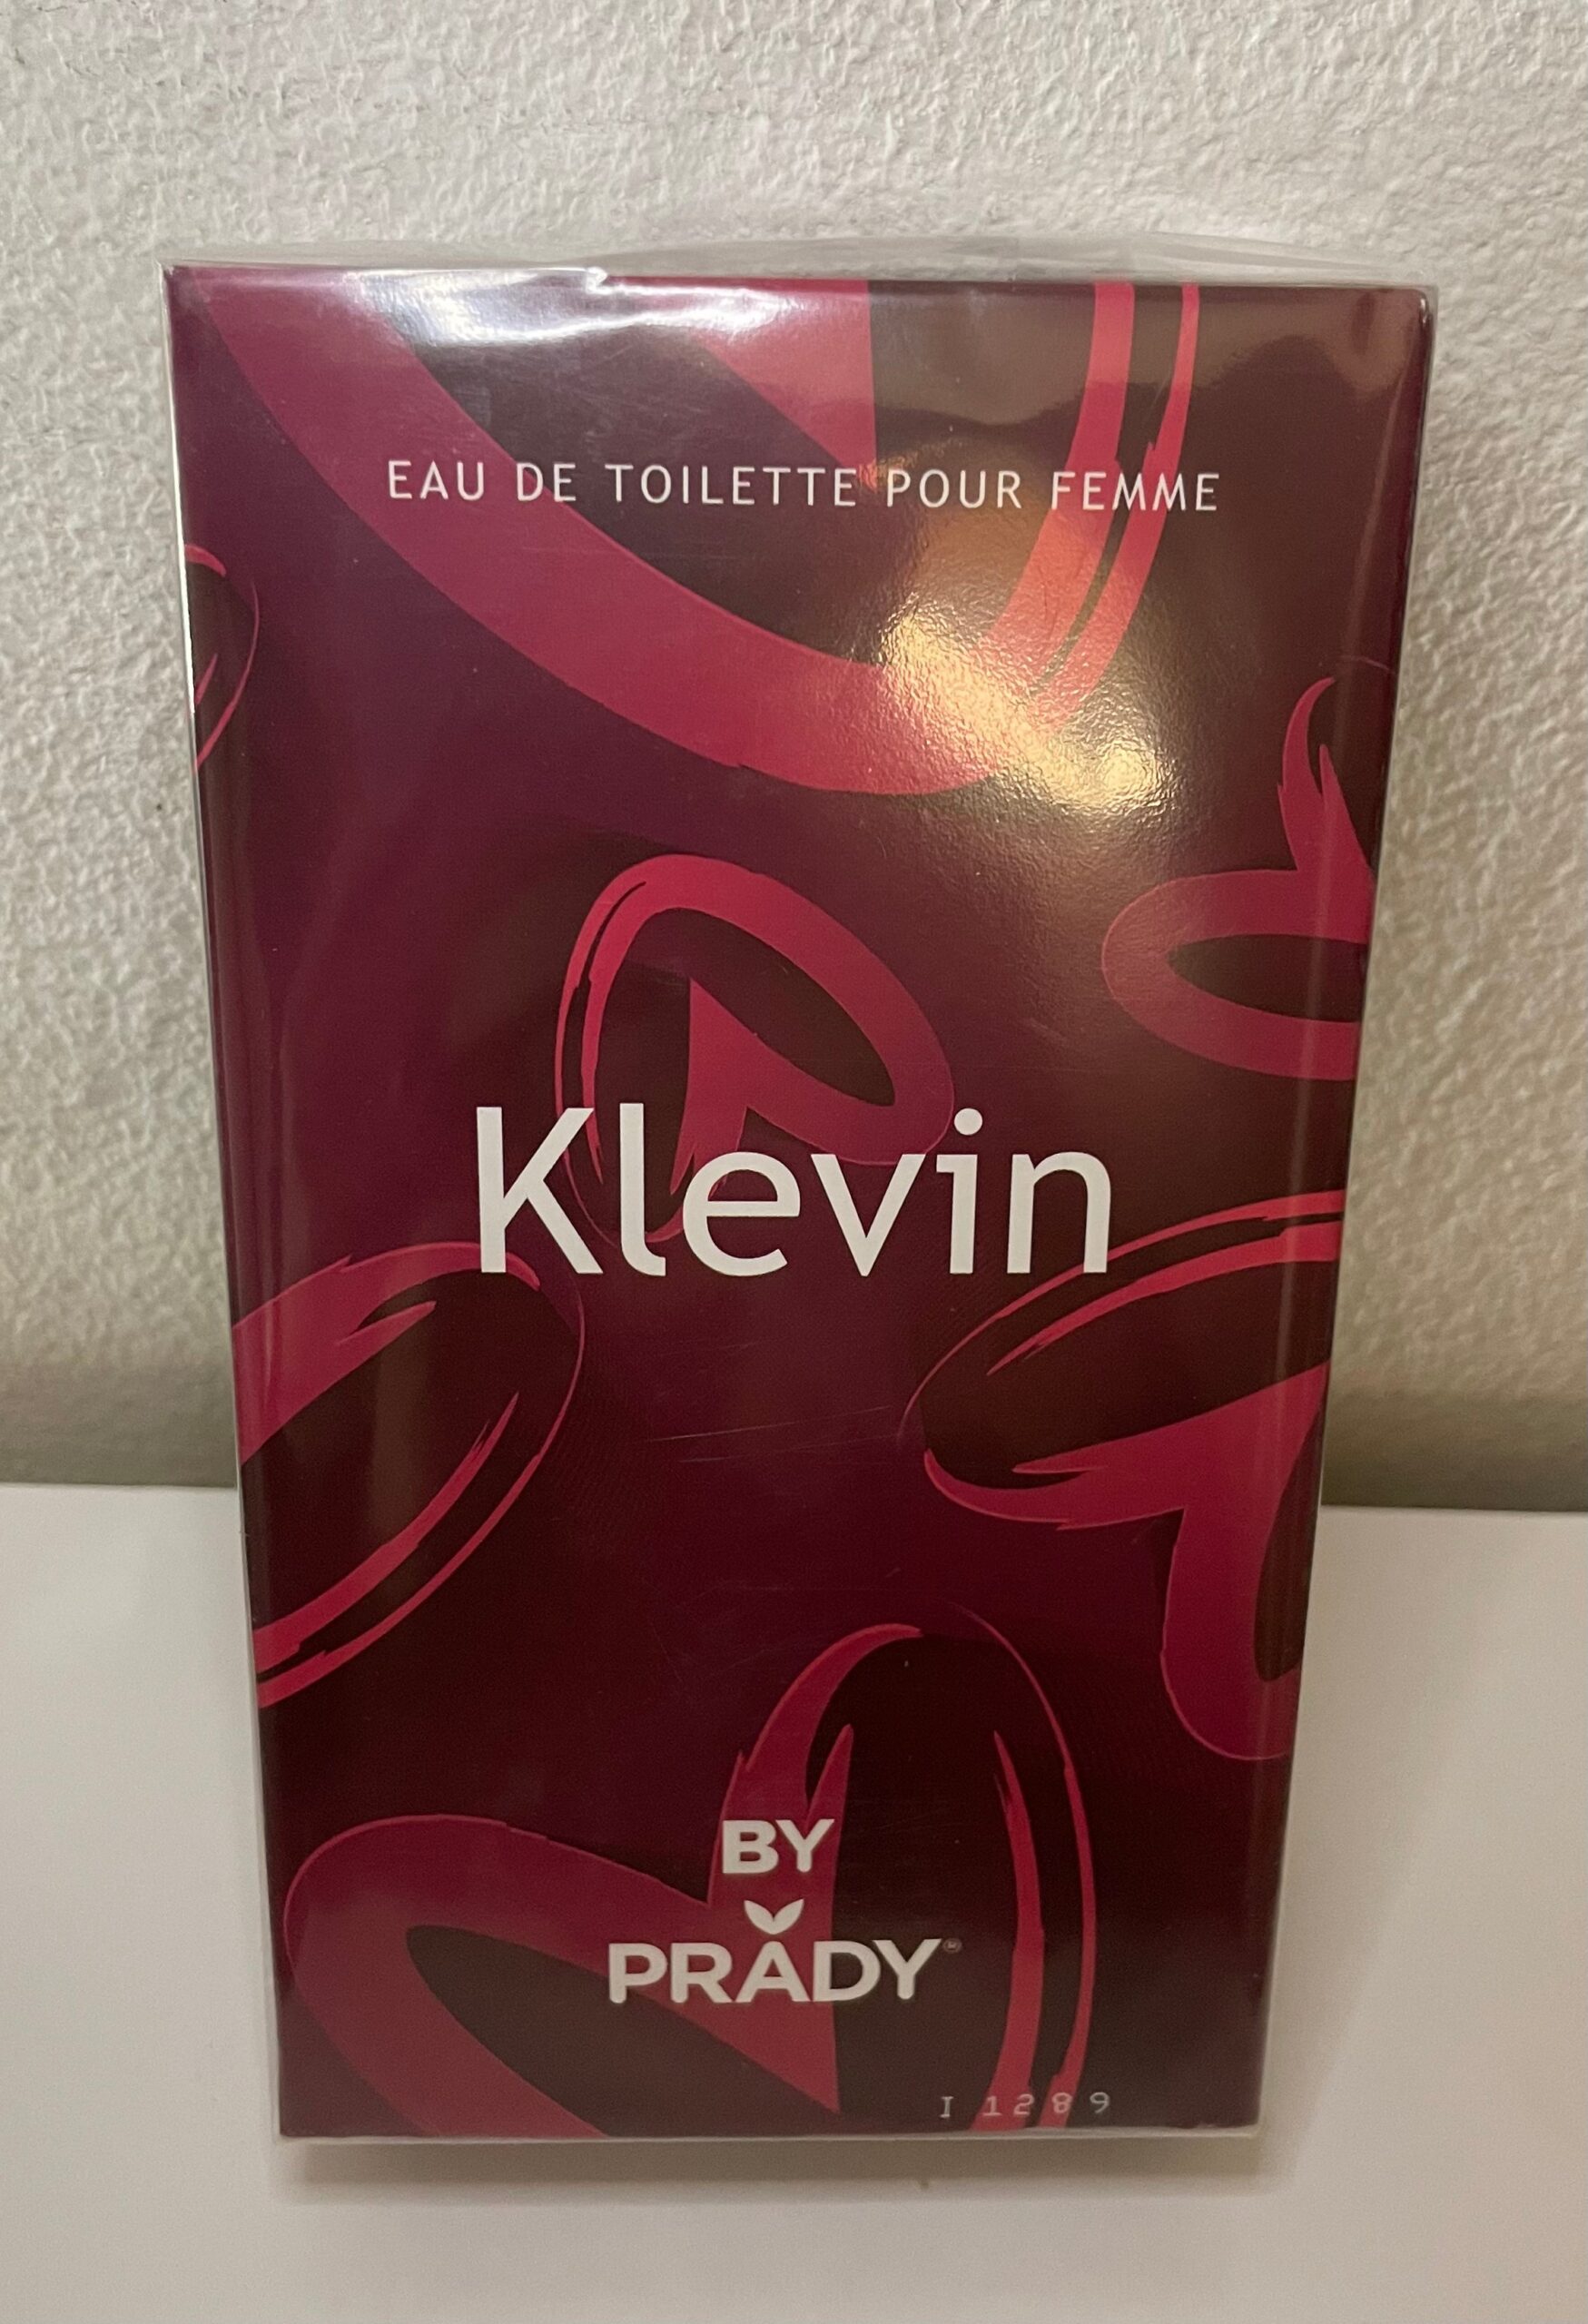 EAU DE TOILETTE POUR FEMME
Klevin
BY
PRADY
I 1289